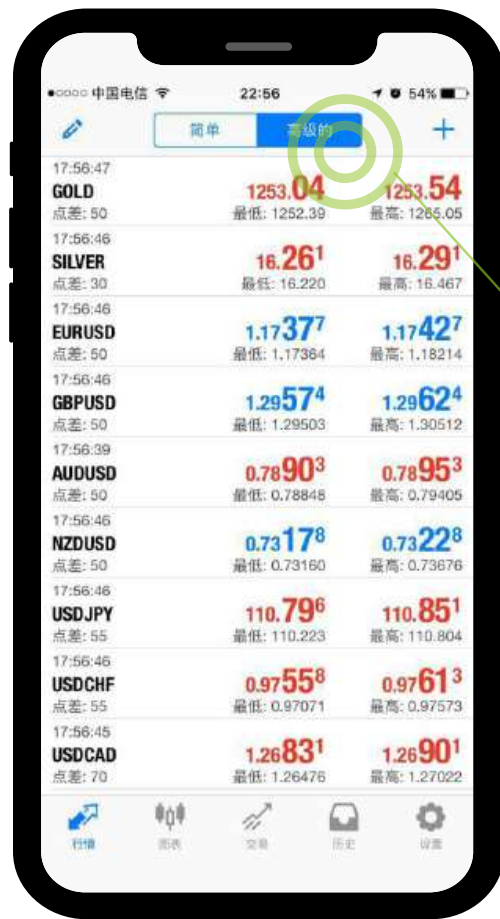 中国电信 22:56 54%
简单 高级的 +
17:56:47
GOLD 1253.04 1253.54
点差: 50 最低: 1252.39 最高: 1265.05
17:56:46
SILVER 16.261 16.291
点差: 30 最低: 16.220 最高: 16.467
17:56:46
EURUSD 1.17377 1.17427
点差: 50 最低: 1.17364 最高: 1.18214
17:56:46
GBPUSD 1.29574 1.29624
点差: 50 最低: 1.29503 最高: 1.30512
17:56:39
AUDUSD 0.78903 0.78953
点差: 50 最低: 0.78848 最高: 0.79405
17:56:46
NZDUSD 0.73178 0.73228
点差: 50 最低: 0.73160 最高: 0.73676
17:56:46
USDJPY 110.796 110.851
点差: 55 最低: 110.223 最高: 110.804
17:56:46
USDCHF 0.97558 0.97613
点差: 55 最低: 0.97071 最高: 0.97573
17:56:45
USDCAD 1.26831 1.26901
点差: 70 最低: 1.26476 最高: 1.27022
行情 图表 交易 历史 设置